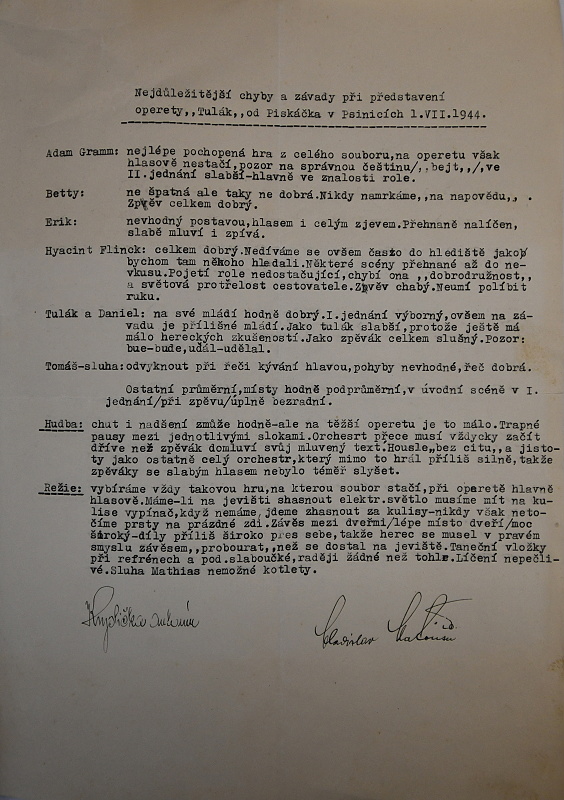 Nejdůležitější chyby a závady při představení
operety,,Tulák,,od Piskáčka v Psinicích 1.VII.1944.
Adam Gramm: nejlépe pochopená hra z celého souboru,na operetu však
hlasově nestačí,pozor na správnou češtinu/,,bejt,,/,ve
II.jednání slabší-hlavně ve znalosti role.
Betty: ne špatná ale taky ne dobrá.Nikdy namrkáme,,na napovědu,, .
Zpěv celkem dobrý.
Erik: nevhodný postavou,hlasem i celým zjevem.Přehnaně nalíčen,
slabě mluví i zpívá.
Hyacint Flinck: celkem dobrý.Nedíváme se ovšem často do hlediště jako
bychom tam někoho hledali.Některé scény přehnané až do ne-
vkusu.Pojetí role nedostačující,chybí ona ,,dobrodružnost,,
a světová protřelost cestovatele.Zpěv chabý.Neumí políbit
ruku.
Tulák a Daniel: na své mládí hodně dobrý.I.jednání výborný,ovšem na zá-
vadu je přílišné mládí.Jako tulák slabší,protože ještě má
málo hereckých zkušeností.Jako zpěvák celkem slušný.Pozor:
bue-bude,udál-udělal.
Tomáš-sluha:odvyknout při řeči kývání hlavou,pohyby nevhodné,řeč dobrá.
Ostatní průměrní,místy hodně podprůměrní,v úvodní scéně v I.
jednání/při zpěvu/úplně bezradní.
Hudba: chut i nadšení zmůže hodně-ale na těžší operetu je to málo.Trapné
pausy mezi jednotlivými slokami.Orchesrt přece musí vždycky začít
dříve než zpěvák domluví svůj mluvený text.Housle,,bez citu,,a jisto-
ty jako ostatně celý orchestr,který mimo to hrál příliš silně,takže
zpěváky se slabým hlasem nebylo téměř slyšet.
Režie: vybíráme vždy takovou hru,na kterou soubor stačí,při operetě hlavně
hlasově.Máme-li na jevišti shasnout elektr.světlo musíme mít na ku-
lise vypínač,když nemáme,jdeme zhasnout za kulisy-nikdy však neto-
číme prsty na prázdné zdi.Závěs mezi dveřmi/lépe místo dveří/moc
široký-díly příliš široko přes sebe,takže herec se musel v pravém
smyslu závěsem,,probourat,,než se dostal na jeviště.Taneční vložky
při refrénech a pod.slaboučké,raději žádné než tohle.Líčení nepečli-
vé.Sluha Mathias nemožné kotlety.